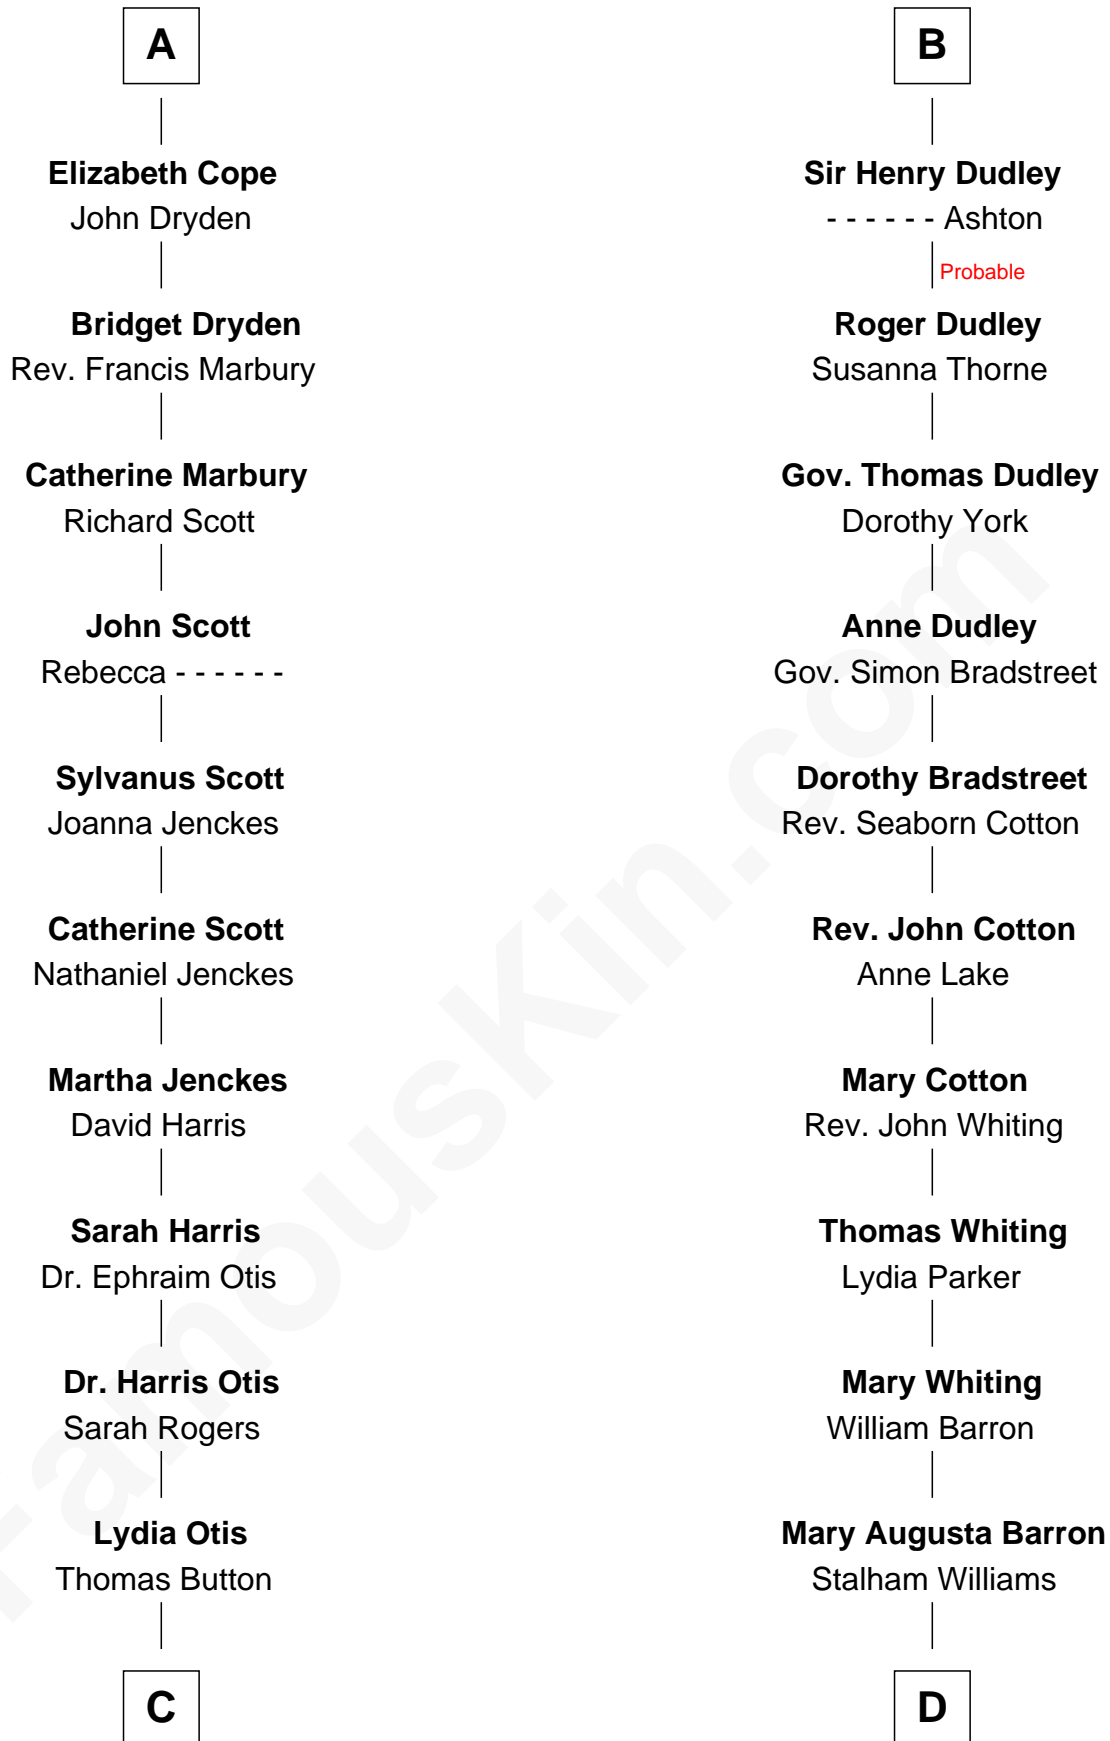 A
Elizabeth Cope
John Dryden
Bridget Dryden
Rev. Francis Marbury
Catherine Marbury
Richard Scott
John Scott
Rebecca - - - - - -
Sylvanus Scott
Joanna Jenckes
Catherine Scott
Nathaniel Jenckes
Martha Jenckes
David Harris
Sarah Harris
Dr. Ephraim Otis
Dr. Harris Otis
Sarah Rogers
Lydia Otis
Thomas Button
C
B
Sir Henry Dudley
- - - - - - Ashton
Probable
Roger Dudley
Susanna Thorne
Gov. Thomas Dudley
Dorothy York
Anne Dudley
Gov. Simon Bradstreet
Dorothy Bradstreet
Rev. Seaborn Cotton
Rev. John Cotton
Anne Lake
Mary Cotton
Rev. John Whiting
Thomas Whiting
Lydia Parker
Mary Whiting
William Barron
Mary Augusta Barron
Stalham Williams
D
FamousKin.com